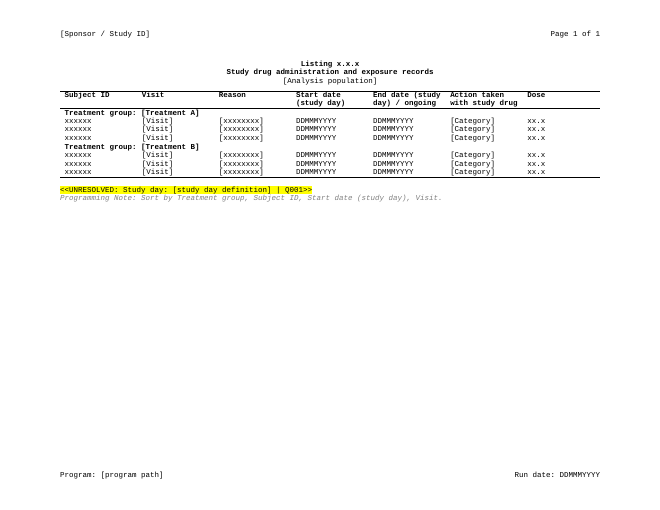 [Sponsor / Study ID] Page 1 of 1
Listing x.x.x
Study drug administration and exposure records
[Analysis population]
Subject ID Visit Reason Start date (study day) End date (study day) / ongoing Action taken with study drug Dose
Treatment group: [Treatment A]
xxxxxx [Visit] [xxxxxxxx] DDMMMYYYY DDMMMYYYY [Category] xx.x
xxxxxx [Visit] [xxxxxxxx] DDMMMYYYY DDMMMYYYY [Category] xx.x
xxxxxx [Visit] [xxxxxxxx] DDMMMYYYY DDMMMYYYY [Category] xx.x
Treatment group: [Treatment B]
xxxxxx [Visit] [xxxxxxxx] DDMMMYYYY DDMMMYYYY [Category] xx.x
xxxxxx [Visit] [xxxxxxxx] DDMMMYYYY DDMMMYYYY [Category] xx.x
xxxxxx [Visit] [xxxxxxxx] DDMMMYYYY DDMMMYYYY [Category] xx.x
<<UNRESOLVED: Study day: [study day definition] | Q001>>
Programming Note: Sort by Treatment group, Subject ID, Start date (study day), Visit.
Program: [program path] Run date: DDMMMYYYY